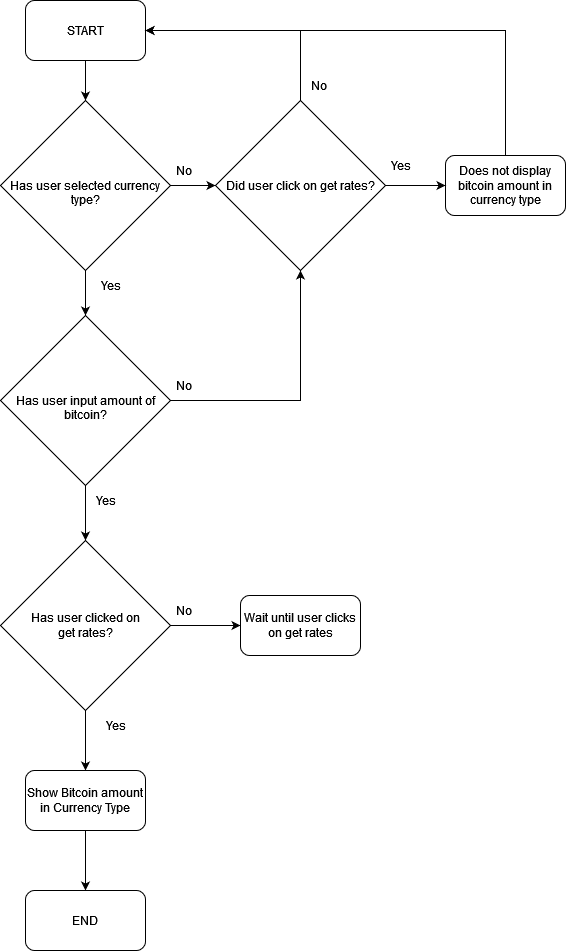 START
No
Has user selected currency
type?
No
Did user click on get rates?
Yes
Does not display
bitcoin amount in
currency type
Yes
Has user input amount of
bitcoin?
No
Yes
Has user clicked on
get rates?
No
Wait until user clicks
on get rates
Yes
Show Bitcoin amount
in Currency Type
END